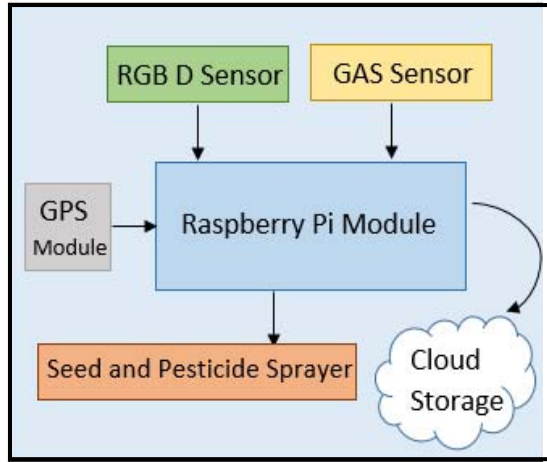 RGB D Sensor
GAS Sensor
GPS
Module
Raspberry Pi Module
Seed and Pesticide Sprayer
Cloud
Storage